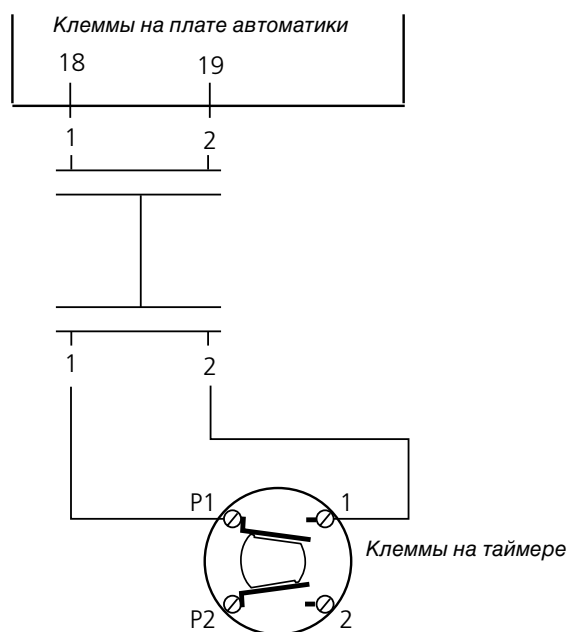 Клеммы на плате автоматики
18 19
1 2
1 2
P1 1
Клеммы на таймере
P2 2